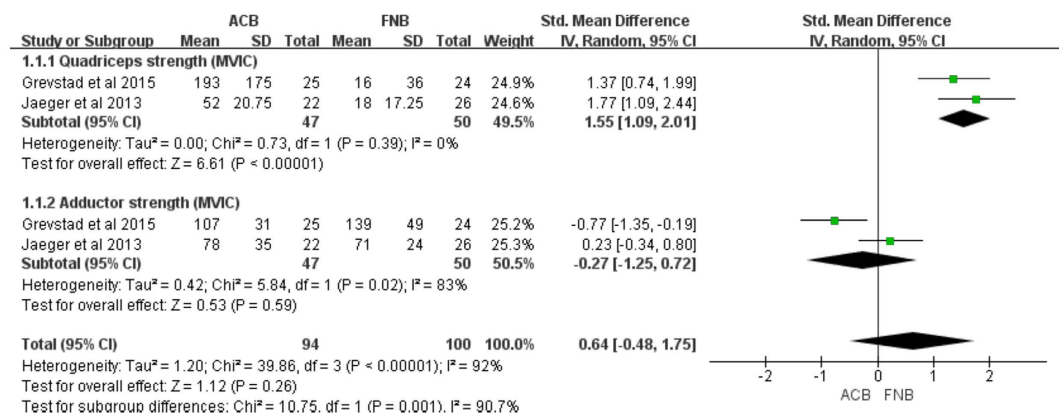 ACB FNB Std. Mean Difference Std. Mean Difference
Study or Subgroup Mean SD Total Mean SD Total Weight IV, Random, 95% CI IV, Random, 95% CI
1.1.1 Quadriceps strength (MVIC)
Grevstad et al 2015 193 175 25 16 36 24 24.9% 1.37 [0.74, 1.99]
Jaeger et al 2013 52 20.75 22 18 17.25 26 24.6% 1.77 [1.09, 2.44]
Subtotal (95% CI) 47 50 49.5% 1.55 [1.09, 2.01]
Heterogeneity: Tau² = 0.00; Chi² = 0.73, df = 1 (P = 0.39); I² = 0%
Test for overall effect: Z = 6.61 (P < 0.00001)
1.1.2 Adductor strength (MVIC)
Grevstad et al 2015 107 31 25 139 49 24 25.2% -0.77 [-1.35, -0.19]
Jaeger et al 2013 78 35 22 71 24 26 25.3% 0.23 [-0.34, 0.80]
Subtotal (95% CI) 47 50 50.5% -0.27 [-1.25, 0.72]
Heterogeneity: Tau² = 0.42; Chi² = 5.84, df = 1 (P = 0.02); I² = 83%
Test for overall effect: Z = 0.53 (P = 0.59)
Total (95% CI) 94 100 100.0% 0.64 [-0.48, 1.75]
Heterogeneity: Tau² = 1.20; Chi² = 39.86, df = 3 (P < 0.00001); I² = 92%
Test for overall effect: Z = 1.12 (P = 0.26)
Test for subgroup differences: Chi² = 10.75, df = 1 (P = 0.001), I² = 90.7%
-2 -1 0 1 2
ACB FNB